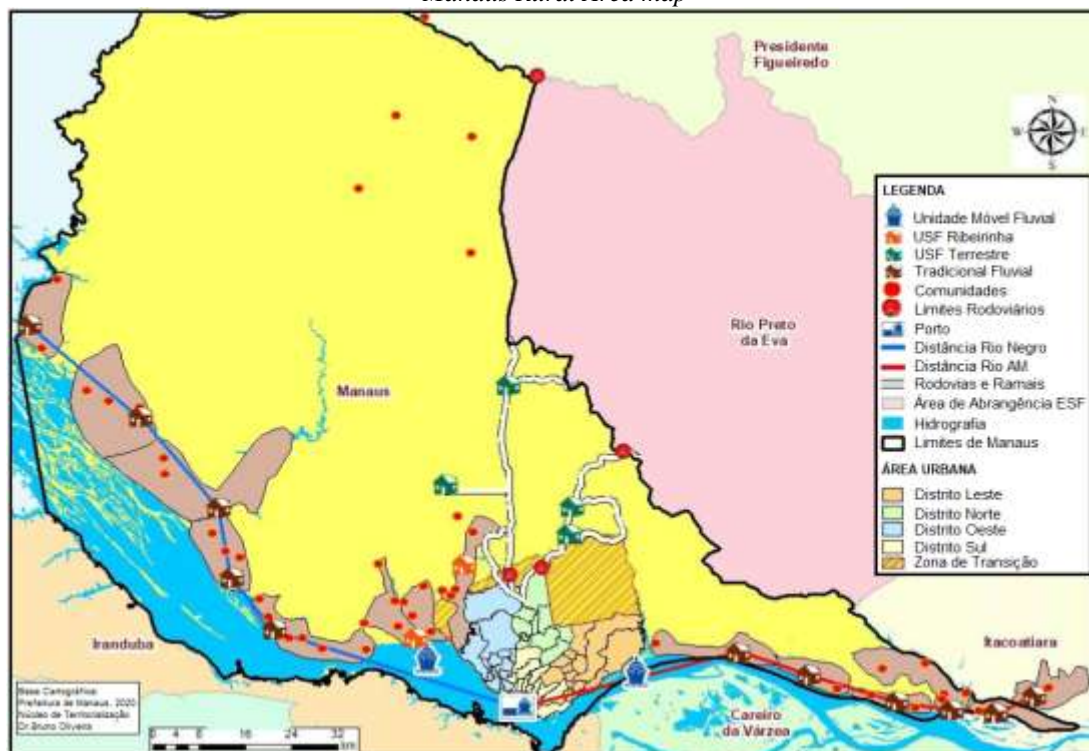 Manaus Rural Area map
Presidente
Figueiredo
N
W
E
S
Rio Preto
da Eva
Manaus
Iranduba
Itacoatiara
Careiro
da Várzea
LEGENDA
Unidade Móvel Fluvial
USF Ribeirinha
USF Terrestre
Tradicional Fluvial
Comunidades
Limites Rodoviários
Porto
Distância Rio Negro
Distância Rio AM
Rodovias e Ramais
Área de Abrangência ESF
Hidrografia
Limites de Manaus
ÁREA URBANA
Distrito Leste
Distrito Norte
Distrito Oeste
Distrito Sul
Zona de Transição
Base Cartográfica
Prefeitura de Manaus, 2020
Núcleo de Territorialização
Dr Bruno Oliveira
0 4 8 16 24 32
km